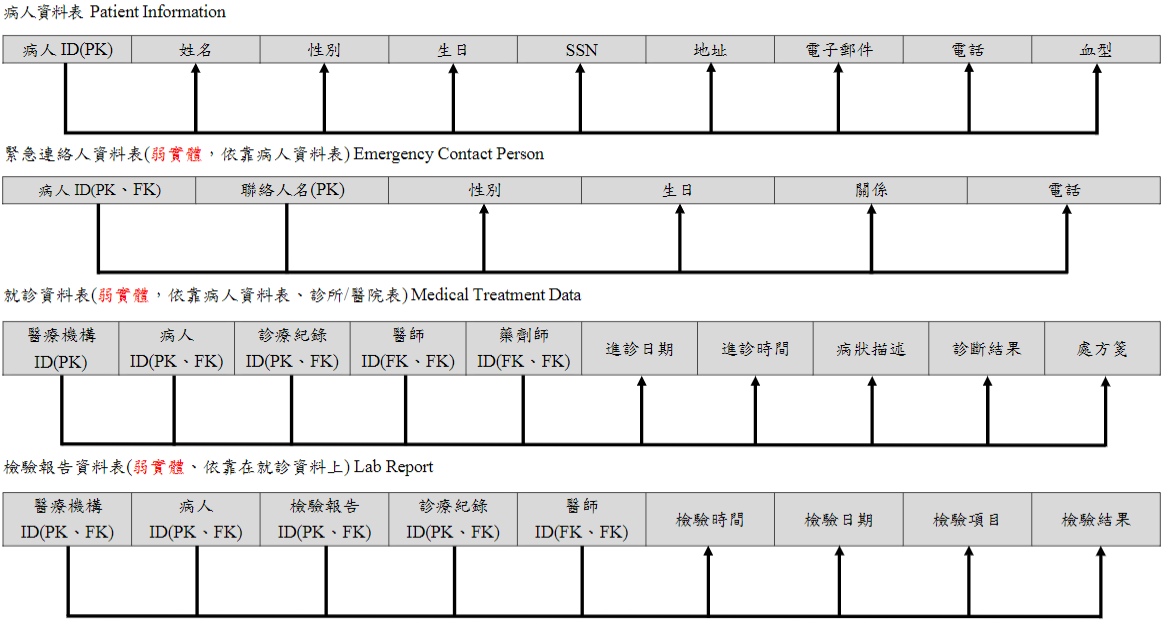 病人資料表 Patient Information
病人 ID(PK) 姓名 性別 生日 SSN 地址 電子郵件 電話 血型
緊急連絡人資料表(弱實體，依靠病人資料表) Emergency Contact Person
病人 ID(PK、FK) 聯絡人名(PK) 性別 生日 關係 電話
就診資料表(弱實體，依靠病人資料表、診所/醫院表) Medical Treatment Data
醫療機構 病人 診療紀錄 醫師 藥劑師
ID(PK) ID(PK、FK) ID(PK、FK) ID(FK、FK) ID(FK、FK) 進診日期 進診時間 病狀描述 診斷結果 處方箋
檢驗報告資料表(弱實體、依靠在就診資料上) Lab Report
醫療機構 病人 檢驗報告 診療紀錄 醫師
ID(PK、FK) ID(PK、FK) ID(PK、FK) ID(PK、FK) ID(FK、FK) 檢驗時間 檢驗日期 檢驗項目 檢驗結果